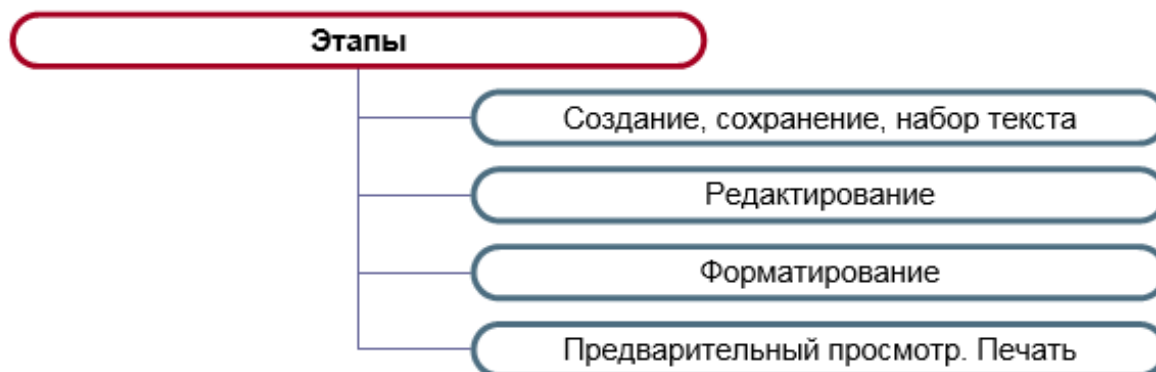 Этапы
Создание, сохранение, набор текста
Редактирование
Форматирование
Предварительный просмотр. Печать